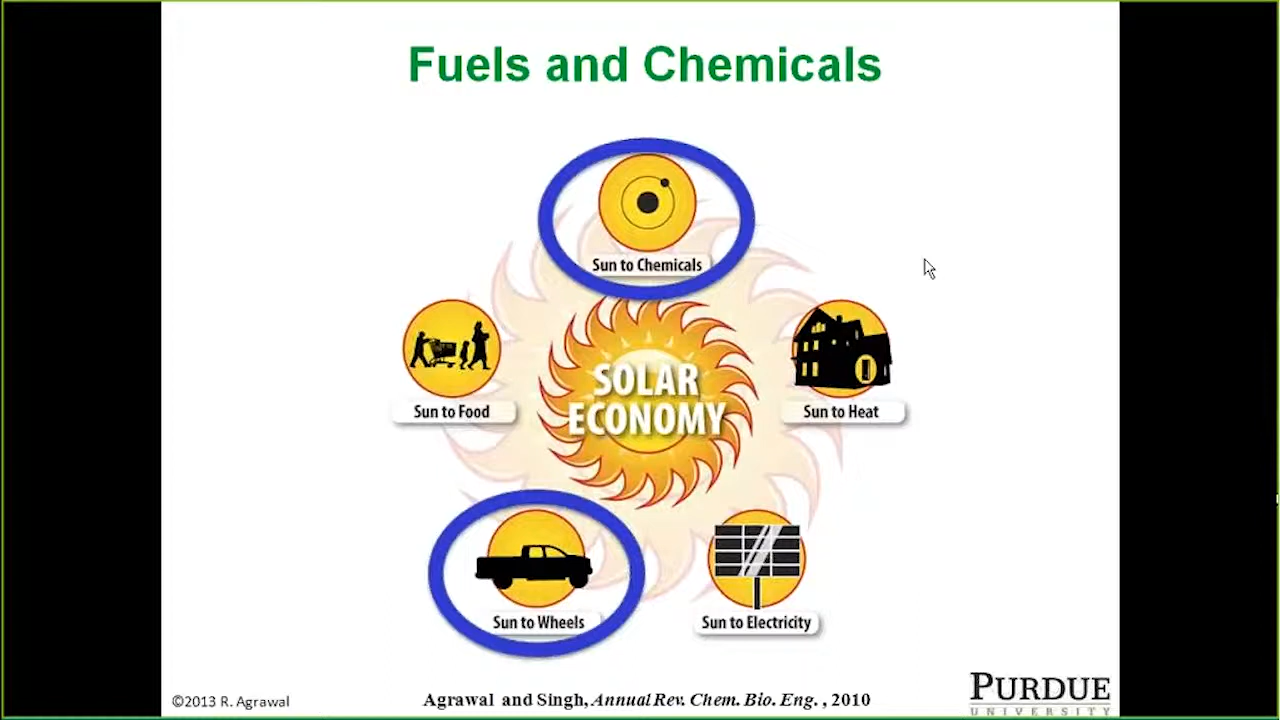 Fuels and Chemicals
Sun to Chemicals
Sun to Food
SOLAR
ECONOMY
Sun to Heat
Sun to Wheels
Sun to Electricity
©2013 R. Agrawal
Agrawal and Singh, Annual Rev. Chem. Bio. Eng. , 2010
PURDUE
UNIVERSITY